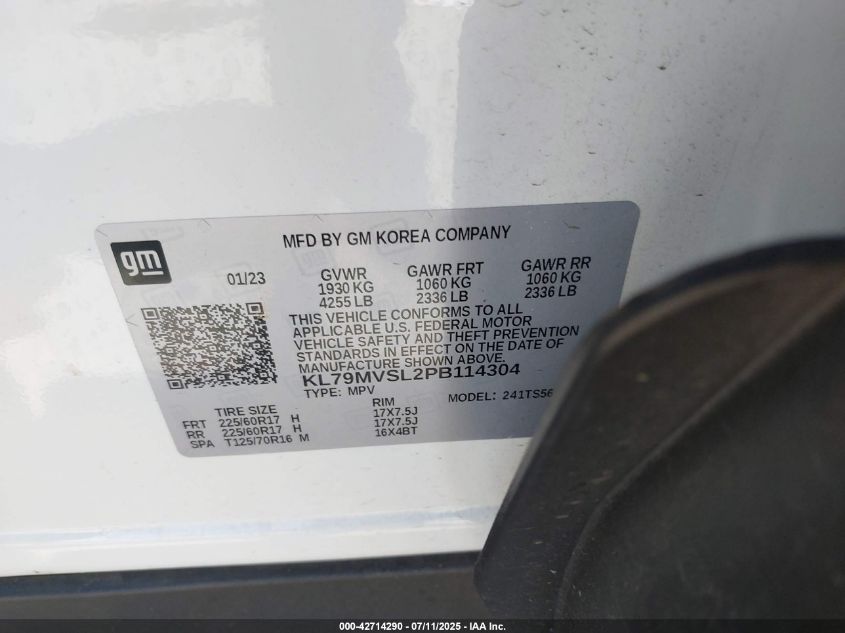 gm
MFD BY GM KOREA COMPANY
01/23
GVWR GAWR FRT GAWR RR
1930 KG 1060 KG 1060 KG
4255 LB 2336 LB 2336 LB
THIS VEHICLE CONFORMS TO ALL
APPLICABLE U.S. FEDERAL MOTOR
VEHICLE SAFETY AND THEFT PREVENTION
STANDARDS IN EFFECT ON THE DATE OF
MANUFACTURE SHOWN ABOVE.
KL79MVSL2PB114304
TYPE: MPV MODEL: 241TS56
TIRE SIZE RIM
FRT 225/60R17 H 17X7.5J
RR 225/60R17 H 17X7.5J
SPA T125/70R16 M 16X4BT
000-42714290 - 07/11/2025 - IAA Inc.